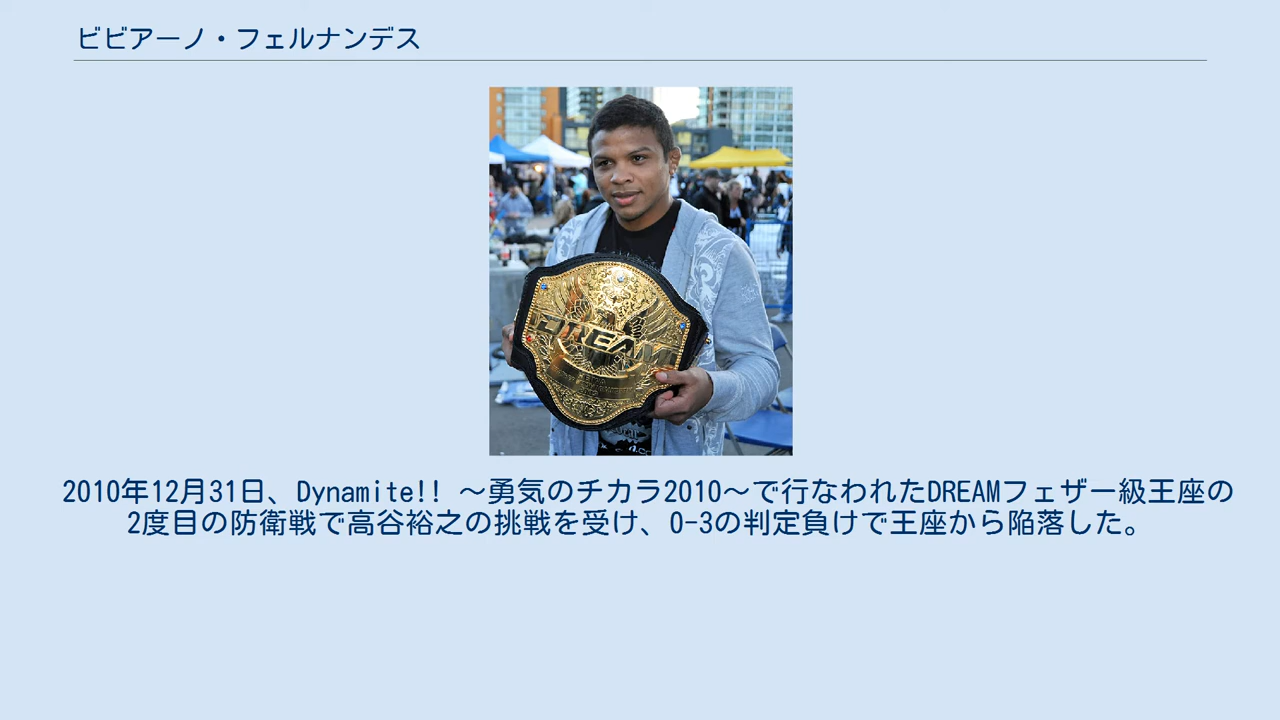 ビビアーノ・フェルナンデス
DREAM
2010年12月31日、Dynamite!! ～勇気のチカラ2010～で行なわれたDREAMフェザー級王座の
2度目の防衛戦で高谷裕之の挑戦を受け、0-3の判定負けで王座から陥落した。